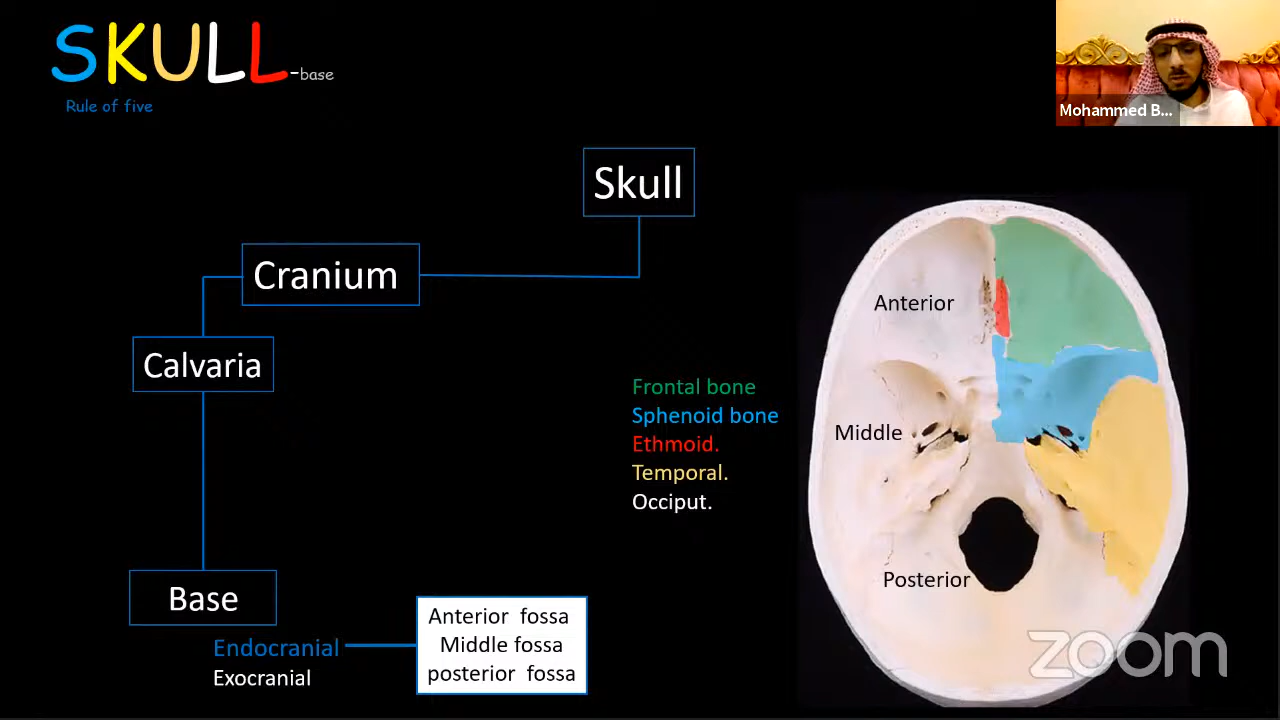 SKULL-base
Rule of five
Mohammed B...
Skull
Cranium
Calvaria
Base
Endocranial
Exocranial
Anterior fossa
Middle fossa
posterior fossa
Frontal bone
Sphenoid bone
Ethmoid.
Temporal.
Occiput.
Anterior
Middle
Posterior
zoom